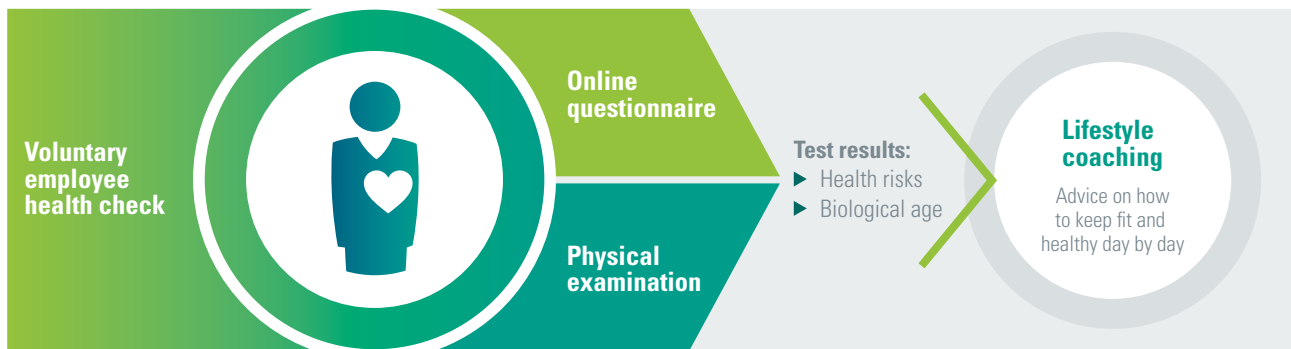 Voluntary
employee
health check
Online
questionnaire
Physical
examination
Test results:
Health risks
Biological age
Lifestyle
coaching
Advice on how
to keep fit and
healthy day by day